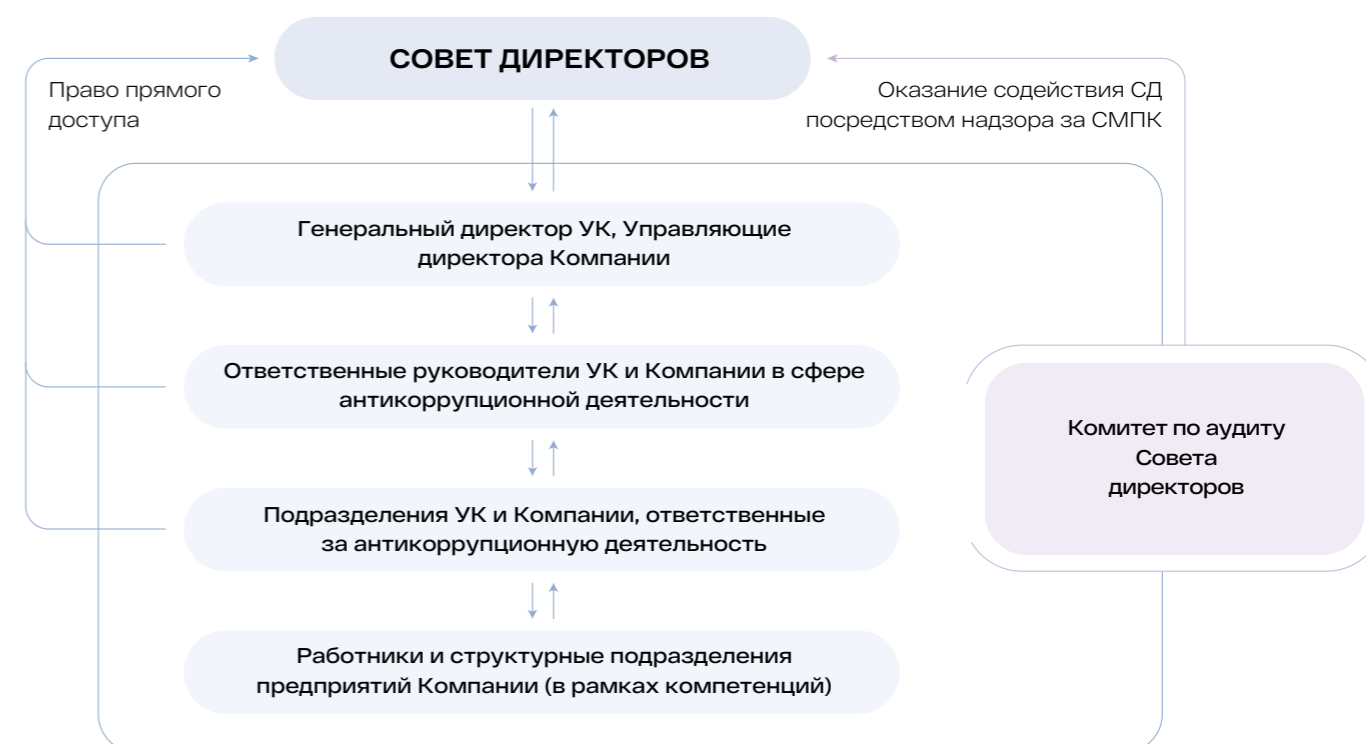 СОВЕТ ДИРЕКТОРОВ
Право прямого
доступа
Оказание содействия СД
посредством надзора за СМПК
Генеральный директор УК, Управляющие
директора Компании
Ответственные руководители УК и Компании в сфере
антикоррупционной деятельности
Комитет по аудиту
Совета
директоров
Подразделения УК и Компании, ответственные
за антикоррупционную деятельность
Работники и структурные подразделения
предприятий Компании (в рамках компетенций)